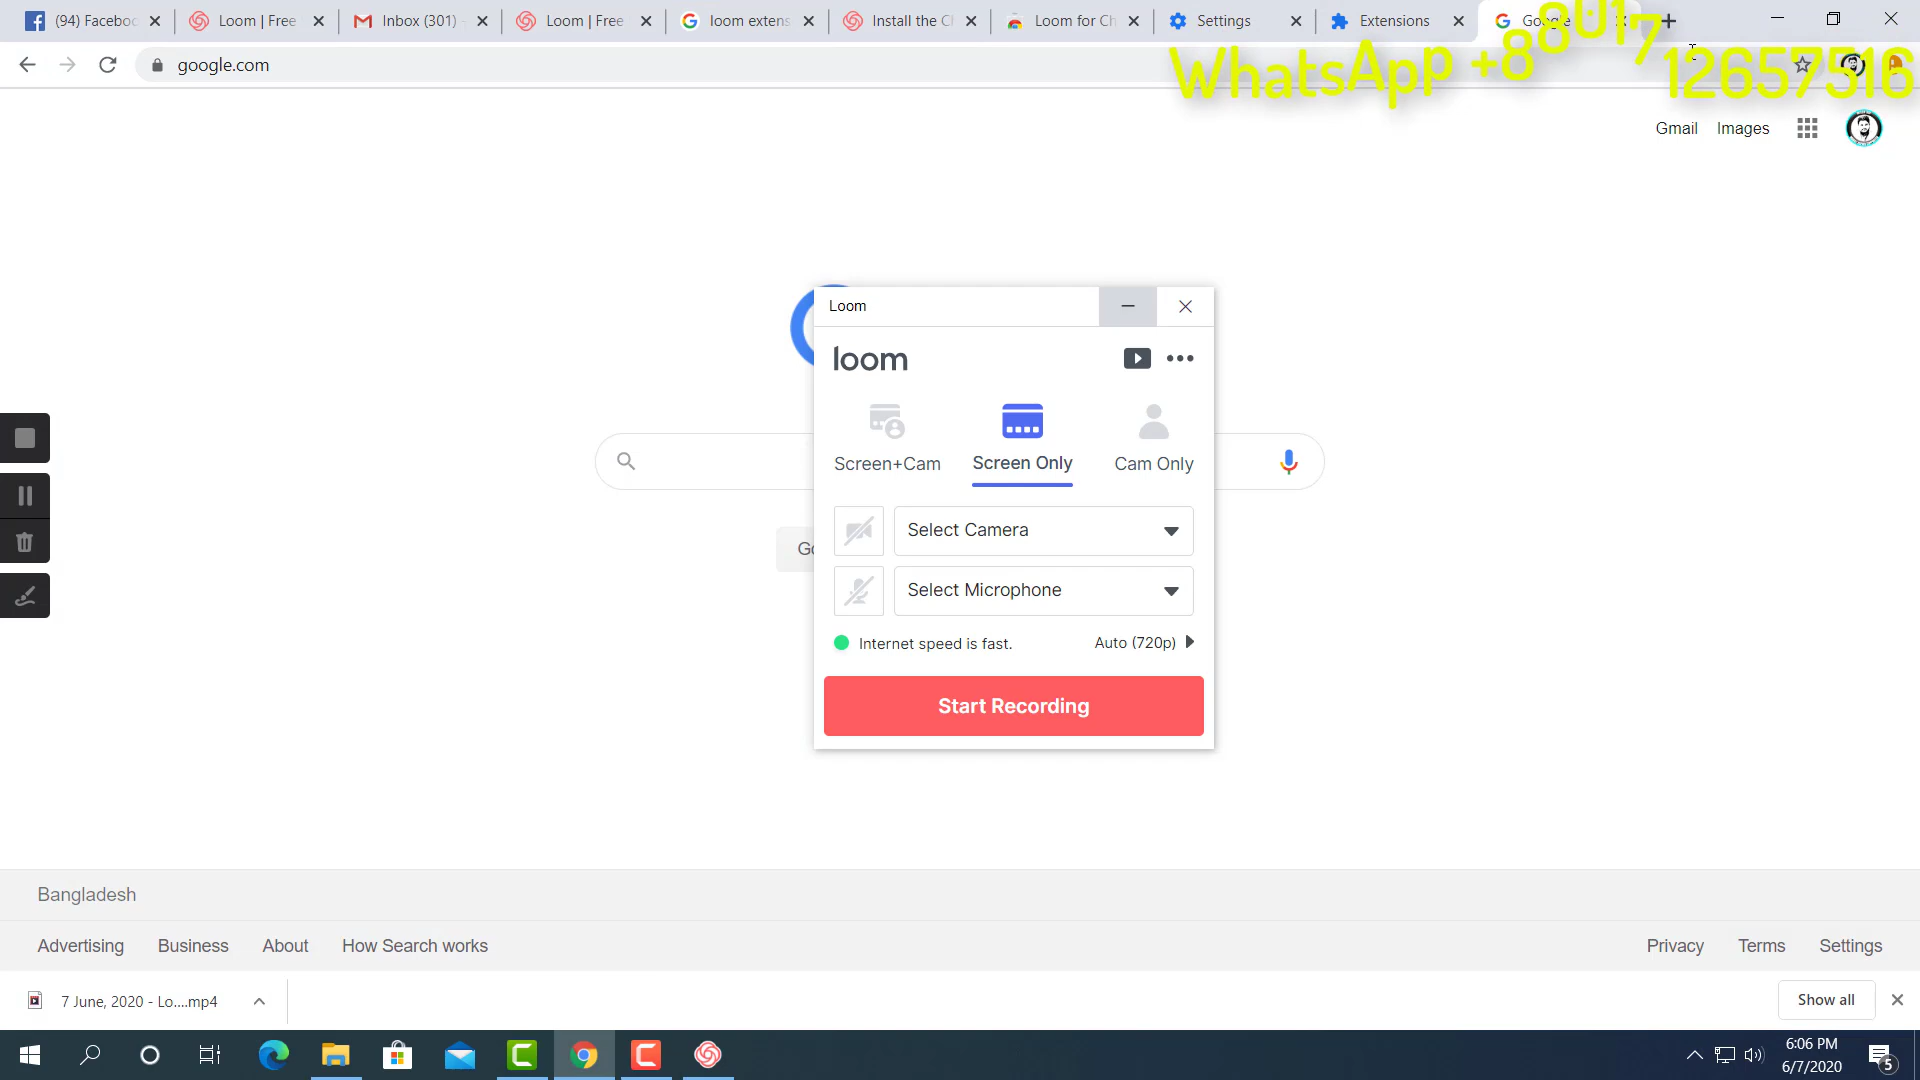 (94) Faceboo
Loom | Free
Inbox (301)
Loom | Free
loom extens
Install the C
Loom for Ch
Settings
Extensions
Google
google.com
WhatsApp +8801712657516
Gmail
Images
Loom
loom
Screen+Cam
Screen Only
Cam Only
Select Camera
Select Microphone
Internet speed is fast.
Auto (720p)
Start Recording
Go
Bangladesh
Advertising
Business
About
How Search works
Privacy
Terms
Settings
7 June, 2020 - Lo....mp4
Show all
6:06 PM
6/7/2020
5